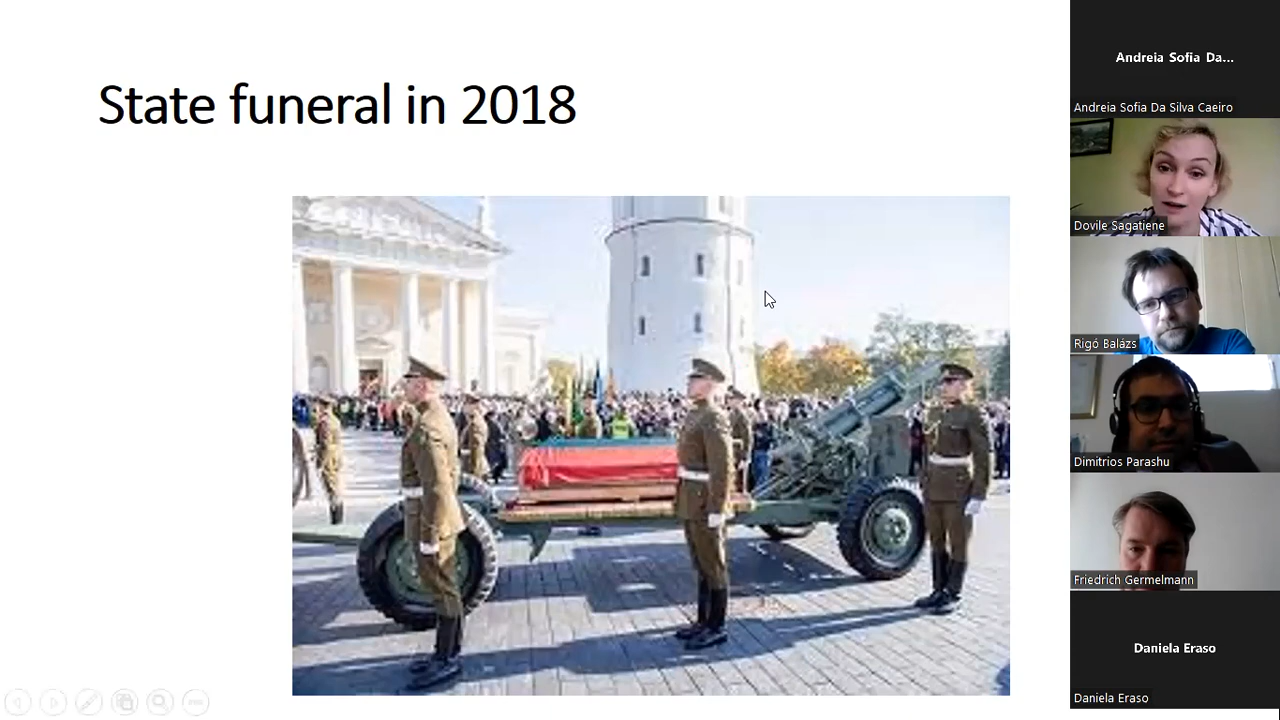 State funeral in 2018
Andreia Sofia Da...
Andreia Sofia Da Silva Caeiro
Dovile Sagatiene
Rigó Balázs
Dimitrios Parashu
Friedrich Germelmann
Daniela Eraso
Daniela Eraso